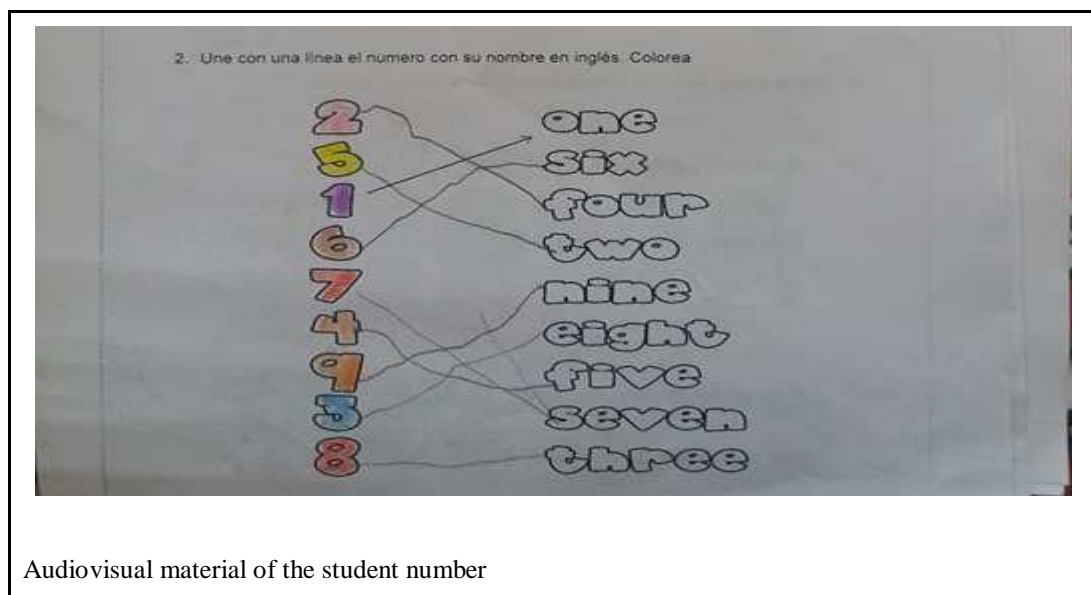 2. Une con una línea el número con su nombre en inglés. Colorea
2 one
5 six
1 four
6 two
7 nine
4 eight
9 five
3 seven
8 three
Audiovisual material of the student number